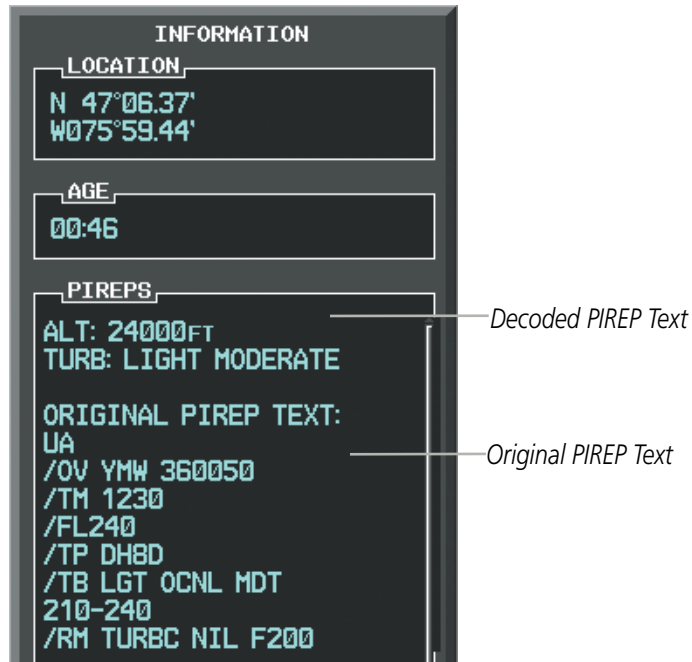 INFORMATION
LOCATION
N 47°06.37'
W075°59.44'
AGE
00:46
PIREPS
ALT: 24000FT
TURB: LIGHT MODERATE
ORIGINAL PIREP TEXT:
UA
/OV YMW 360050
/TM 1230
/FL240
/TP DH8D
/TB LGT OCNL MDT
210-240
/RM TURBC NIL F200
Decoded PIREP Text
Original PIREP Text